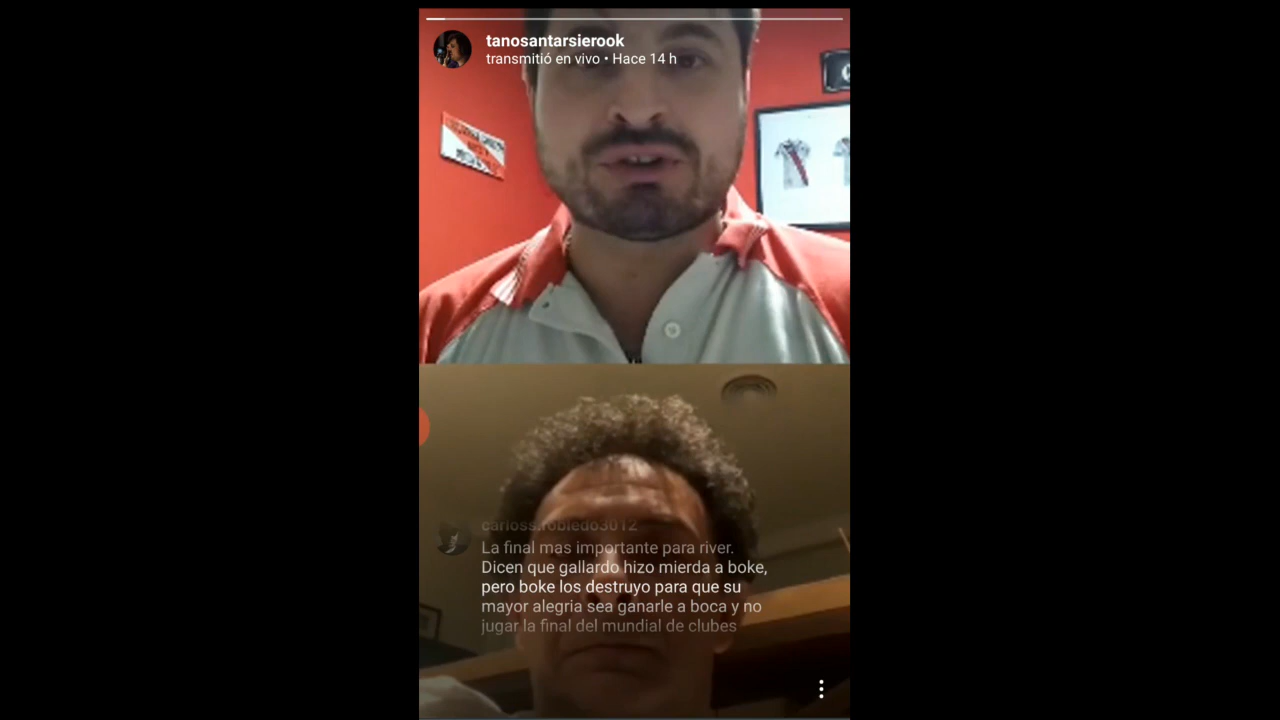 tanosantarsierook
transmitió en vivo • Hace 14 h
carloss.robledo3012
La final mas importante para river.
Dicen que gallardo hizo mierda a boke,
pero boke los destruyo para que su
mayor alegria sea ganarle a boca y no
jugar la final del mundial de clubes